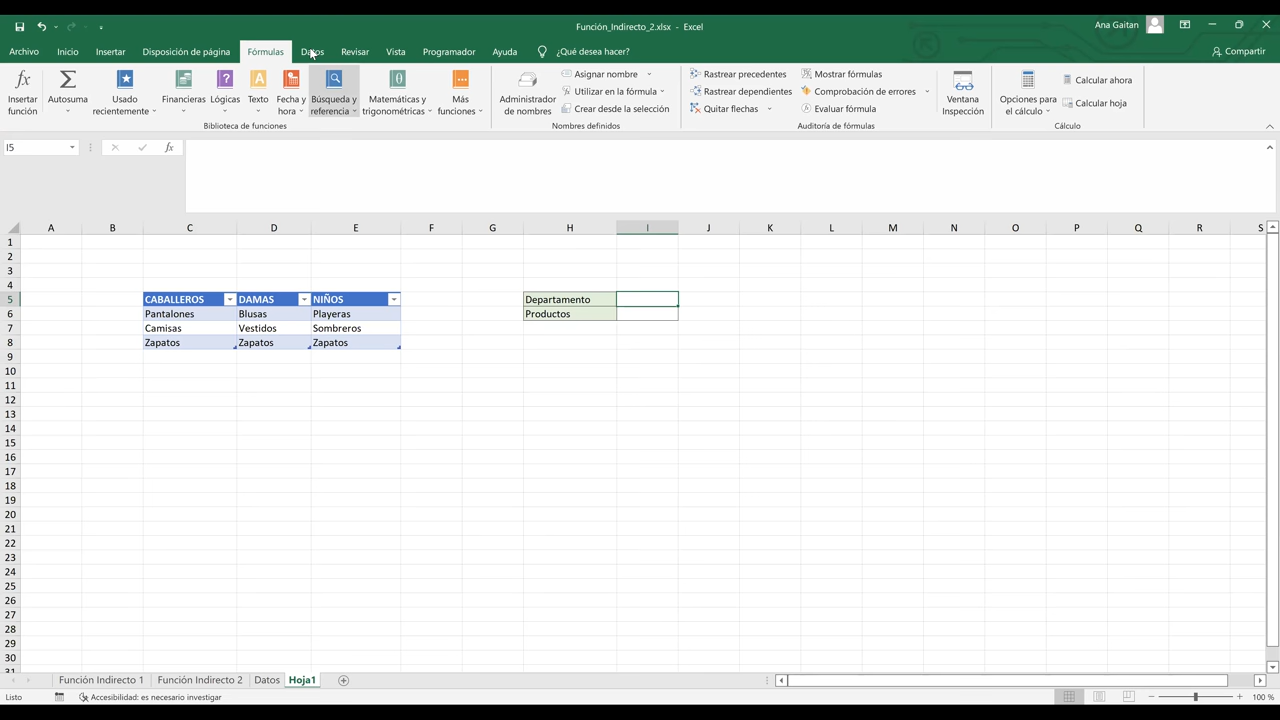 Función_Indirecto_2.xlsx - Excel
Ana Gaitan
Archivo Inicio Insertar Disposición de página Fórmulas Datos Revisar Vista Programador Ayuda ¿Qué desea hacer? Compartir
Insertar función
Autosuma
Usado recientemente
Financieras
Lógicas
Texto
Fecha y hora
Búsqueda y referencia
Matemáticas y trigonométricas
Más funciones
Biblioteca de funciones
Administrador de nombres
Asignar nombre
Utilizar en la fórmula
Crear desde la selección
Nombres definidos
Rastrear precedentes
Rastrear dependientes
Quitar flechas
Mostrar fórmulas
Comprobación de errores
Evaluar fórmula
Auditoría de fórmulas
Ventana Inspección
Opciones para el cálculo
Calcular ahora
Calcular hoja
Cálculo
I5 fx
A B C D E F G H I J K L M N O P Q R S
1
2
3
4
5 CABALLEROS DAMAS NIÑOS Departamento
6 Pantalones Blusas Playeras Productos
7 Camisas Vestidos Sombreros
8 Zapatos Zapatos Zapatos
9
10
11
12
13
14
15
16
17
18
19
20
21
22
23
24
25
26
27
28
29
30
31
Función Indirecto 1 Función Indirecto 2 Datos Hoja1
Listo Accesibilidad: es necesario investigar 100 %